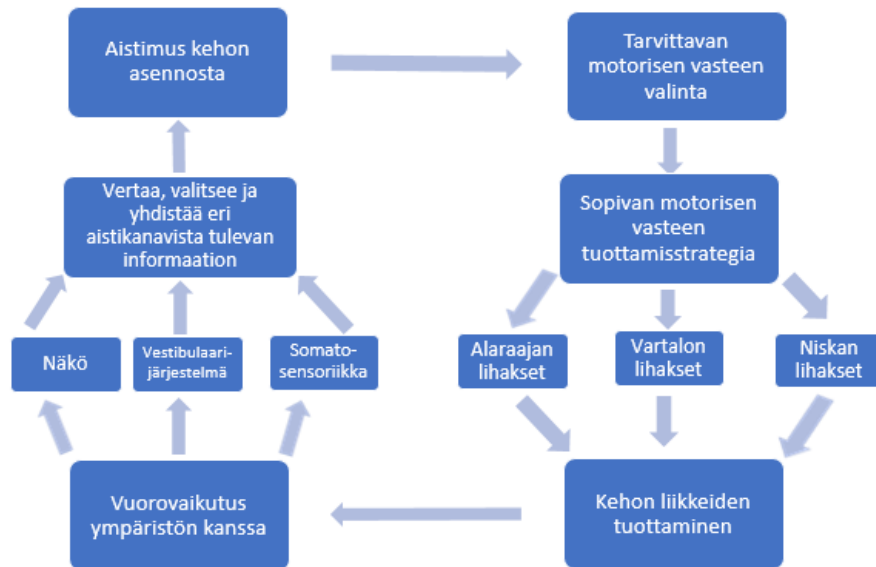 Aistimus kehon
asennosta
Tarvittavan
motorisen vasteen
valinta
Vertaa, valitsee ja
yhdistää eri
aistikanavista tulevan
informaation
Sopivan motorisen
vasteen
tuottamisstrategia
Näkö
Vestibulaari-
järjestelmä
Somato-
sensoriikka
Alaraajan
lihakset
Vartalon
lihakset
Niskan
lihakset
Vuorovaikutus
ympäristön kanssa
Kehon liikkeiden
tuottaminen